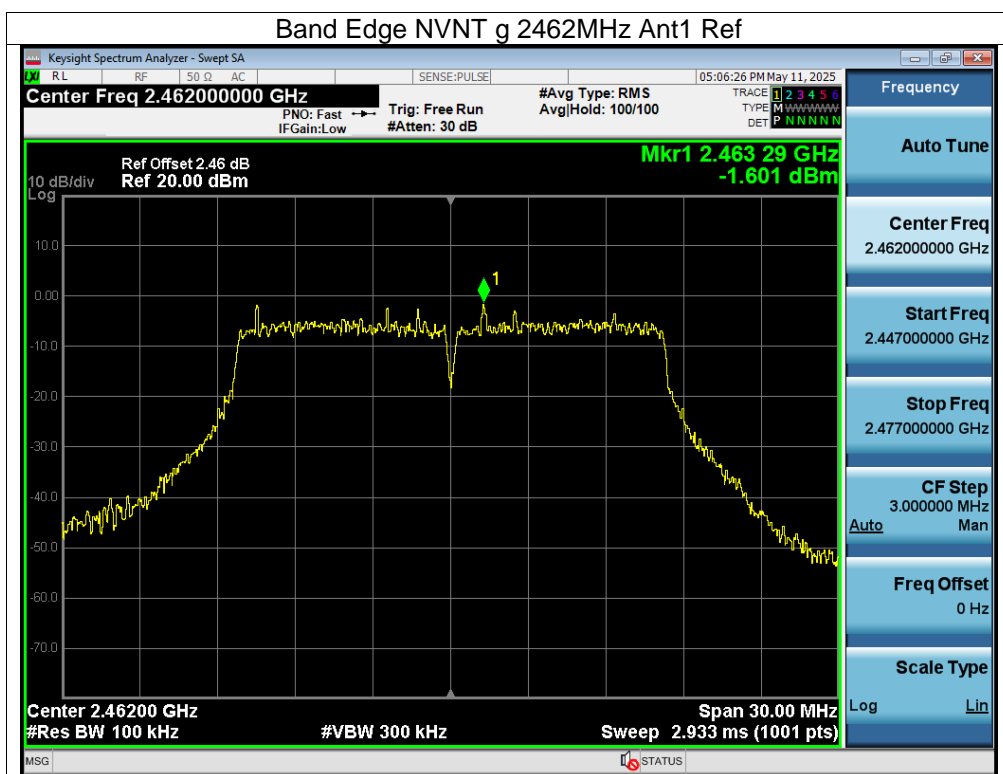 Band Edge NVNT g 2462MHz Ant1 Ref
Keysight Spectrum Analyzer - Swept SA
LXI RL RF 50 Ω AC SENSE:PULSE 05:06:26 PM May 11, 2025
Center Freq 2.462000000 GHz
PNO: Fast
IFGain:Low
Trig: Free Run
#Atten: 30 dB
#Avg Type: RMS
Avg|Hold: 100/100
TRACE 1 2 3 4 5 6
TYPE M W W W W W
DET P N N N N N
Mkr1 2.463 29 GHz
-1.601 dBm
Ref Offset 2.46 dB
10 dB/div Ref 20.00 dBm
Log
10.0
1
0.00
-10.0
-20.0
-30.0
-40.0
-50.0
-60.0
-70.0
Center 2.46200 GHz Span 30.00 MHz
#Res BW 100 kHz #VBW 300 kHz Sweep 2.933 ms (1001 pts)
MSG STATUS
Frequency
Auto Tune
Center Freq
2.462000000 GHz
Start Freq
2.447000000 GHz
Stop Freq
2.477000000 GHz
CF Step
3.000000 MHz
Auto Man
Freq Offset
0 Hz
Scale Type
Log Lin